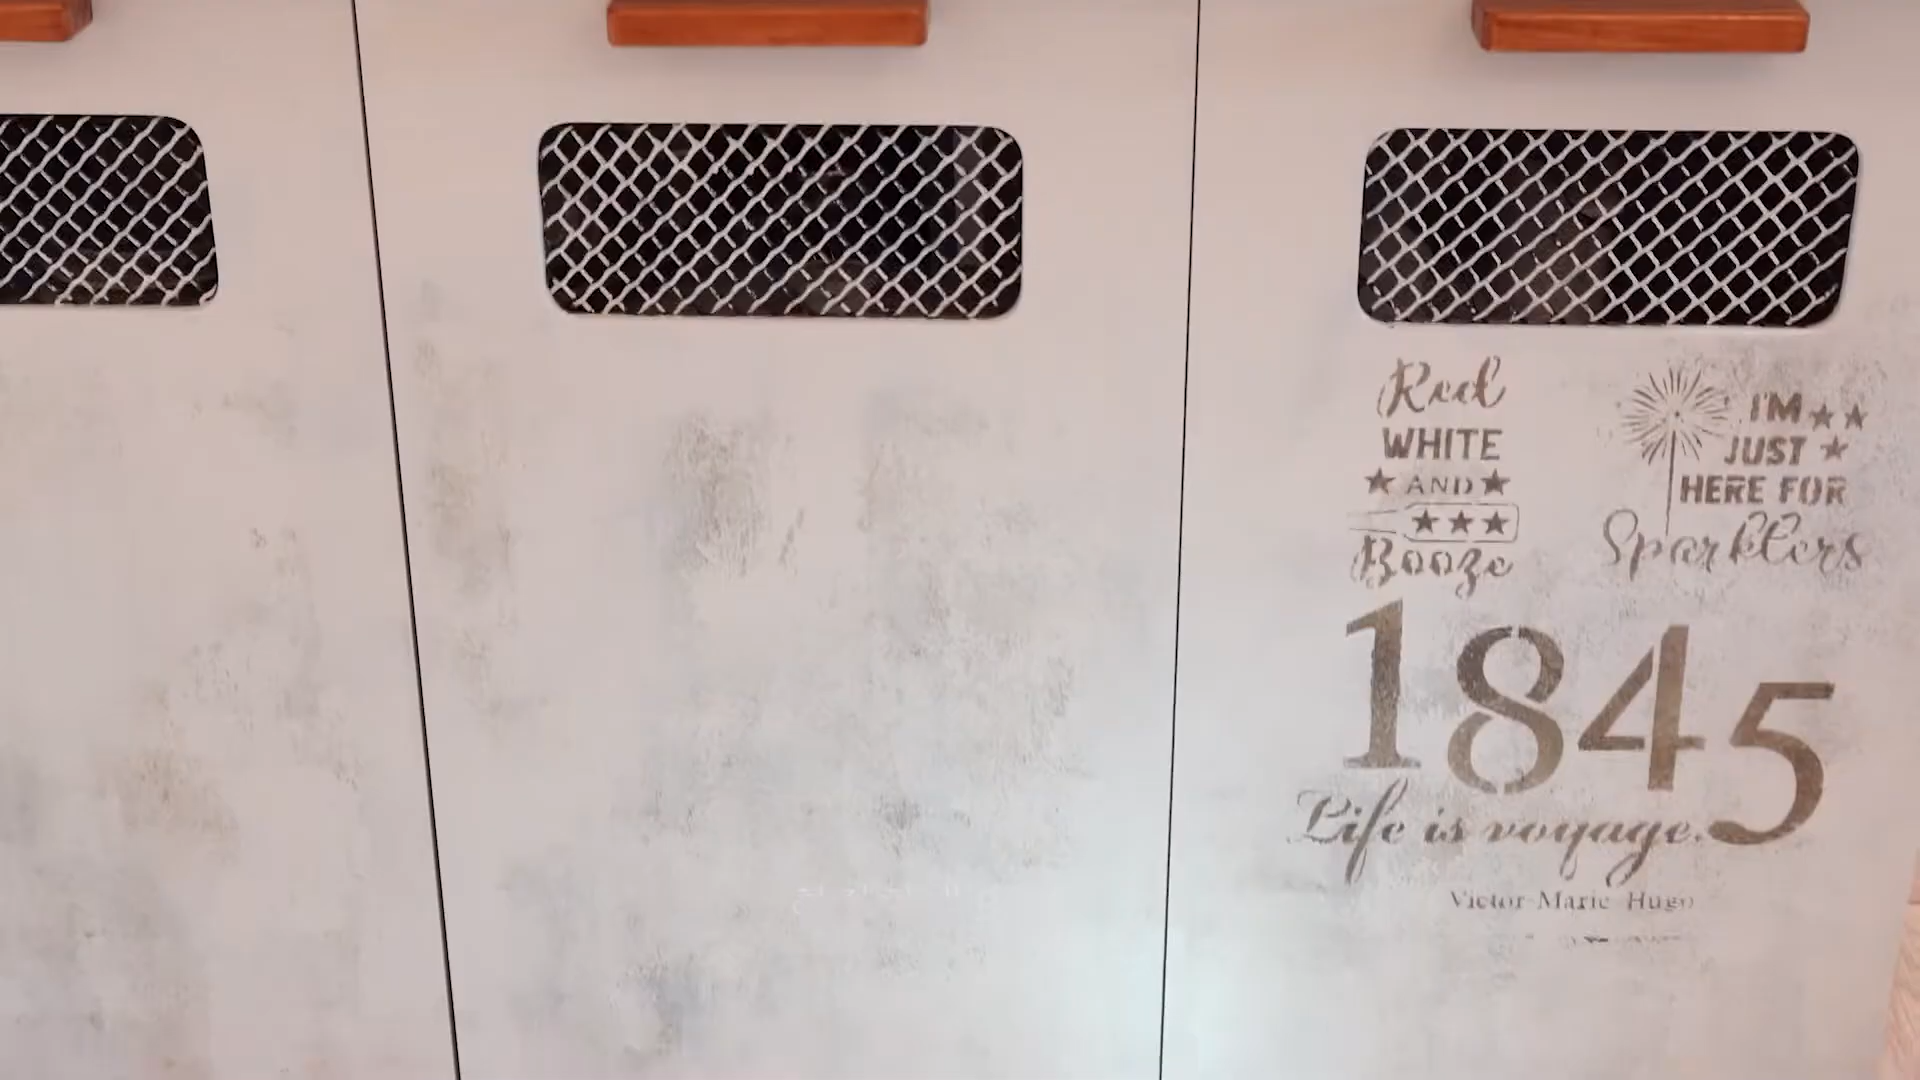 Red
WHITE
AND
Booze
I'M
JUST
HERE FOR
Sparklers
1845
Life is voyage.
Victor-Marie Hugo